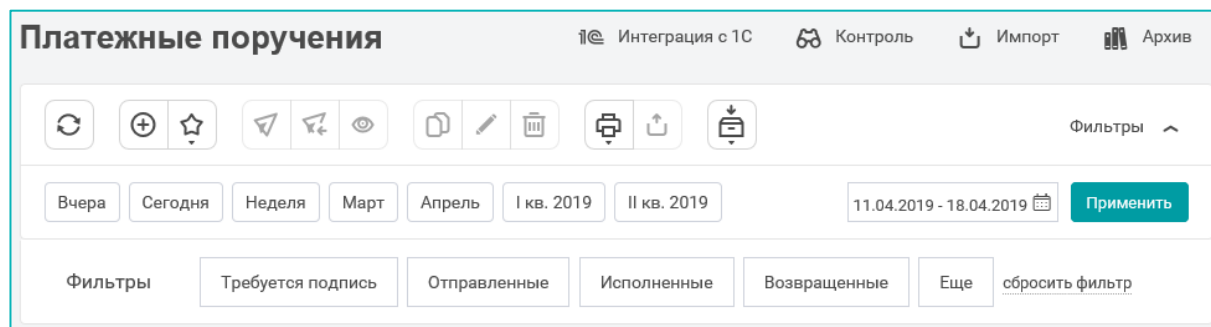 Платежные поручения
Интеграция с 1С
Контроль
Импорт
Архив
Фильтры
Вчера Сегодня Неделя Март Апрель I кв. 2019 II кв. 2019 11.04.2019 - 18.04.2019 Применить
Фильтры Требуется подпись Отправленные Исполненные Возвращенные Еще сбросить фильтр